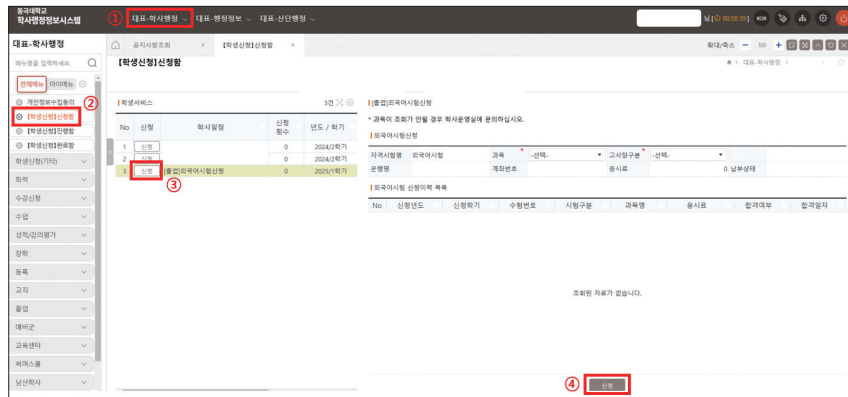 동국대학교
학사행정정보시스템
① 대표-학사행정 대표-행정정보 대표-산단행정
님 [00:58:39] KOR
대표-학사행정
공지사항조회 × [학생신청]신청함 ×
확대/축소 - 100 +
메뉴명을 입력하세요.
[학생신청]신청함
대표-학사행정 >
전체메뉴 마이메뉴
②
개인정보수집동의
[학생신청]신청함
[학생신청]진행함
[학생신청]완료함
학생신청(기타)
학적
수강신청
수업
성적/강의평가
장학
등록
교직
졸업
예비군
교육센터
써머스쿨
남산학사
학생서비스 3건
No 신청 학사일정 신청횟수 년도 / 학기
1 신청 0 2024/2학기
2 신청 0 2024/2학기
3 신청 [졸업]외국어시험신청 0 2025/1학기
③
[졸업]외국어시험신청
* 과목이 조회가 안될 경우 학사운영실에 문의하십시오.
외국어시험신청
자격시험명 외국어시험 과목 -선택- 고사장구분 -선택-
은행명 계좌번호 응시료 0 납부상태
외국어시험 신청이력 목록
No 신청년도 신청학기 수험번호 시험구분 과목명 응시료 합격여부 합격일자
조회된 자료가 없습니다.
④ 신청